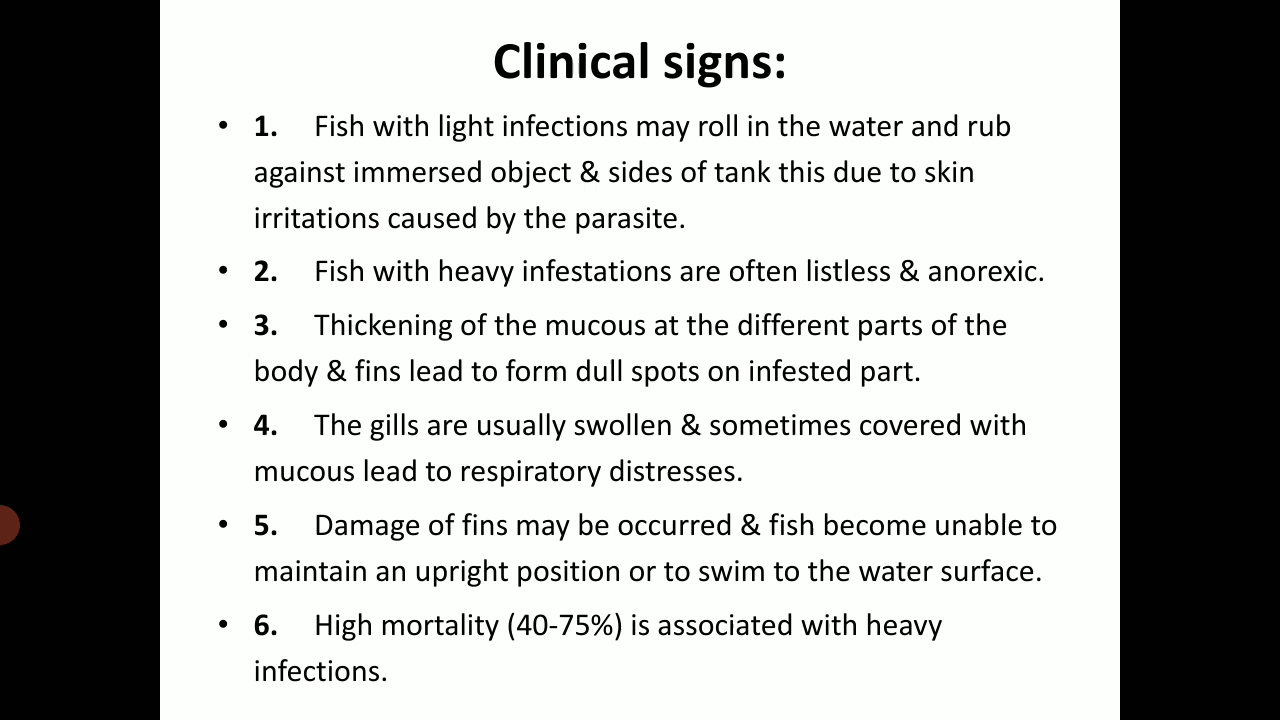 Clinical signs:
• 1. Fish with light infections may roll in the water and rub
against immersed object & sides of tank this due to skin
irritations caused by the parasite.
• 2. Fish with heavy infestations are often listless & anorexic.
• 3. Thickening of the mucous at the different parts of the
body & fins lead to form dull spots on infested part.
• 4. The gills are usually swollen & sometimes covered with
mucous lead to respiratory distresses.
• 5. Damage of fins may be occurred & fish become unable to
maintain an upright position or to swim to the water surface.
• 6. High mortality (40-75%) is associated with heavy
infections.